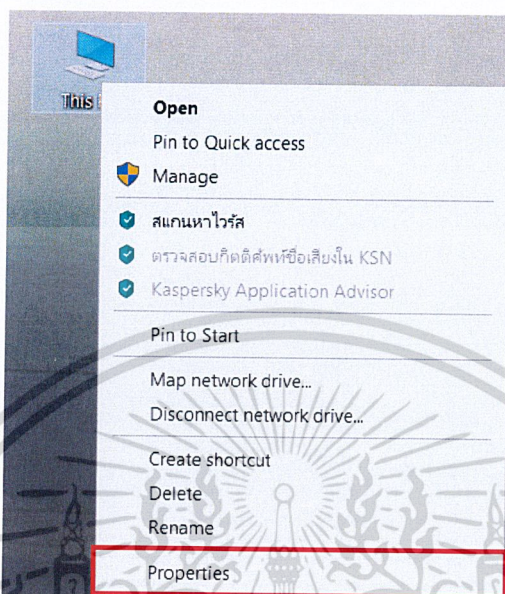 This
Open
Pin to Quick access
Manage
สแกนหาไวรัส
ตรวจสอบกิตติศัพท์ชื่อเสียงใน KSN
Kaspersky Application Advisor
Pin to Start
Map network drive...
Disconnect network drive...
Create shortcut
Delete
Rename
Properties